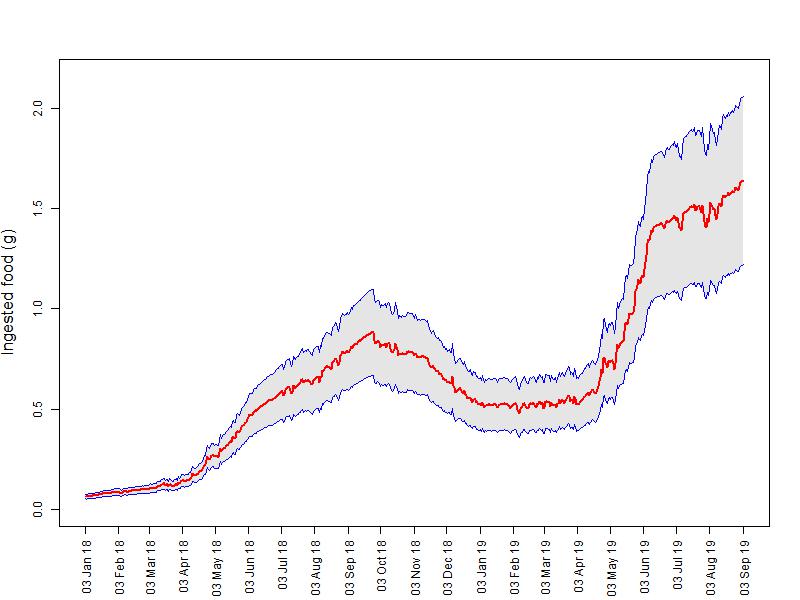 Ingested food (g)
2.0
1.5
1.0
0.5
0.0
03 Jan 18
03 Feb 18
03 Mar 18
03 Apr 18
03 May 18
03 Jun 18
03 Jul 18
03 Aug 18
03 Sep 18
03 Oct 18
03 Nov 18
03 Dec 18
03 Jan 19
03 Feb 19
03 Mar 19
03 Apr 19
03 May 19
03 Jun 19
03 Jul 19
03 Aug 19
03 Sep 19